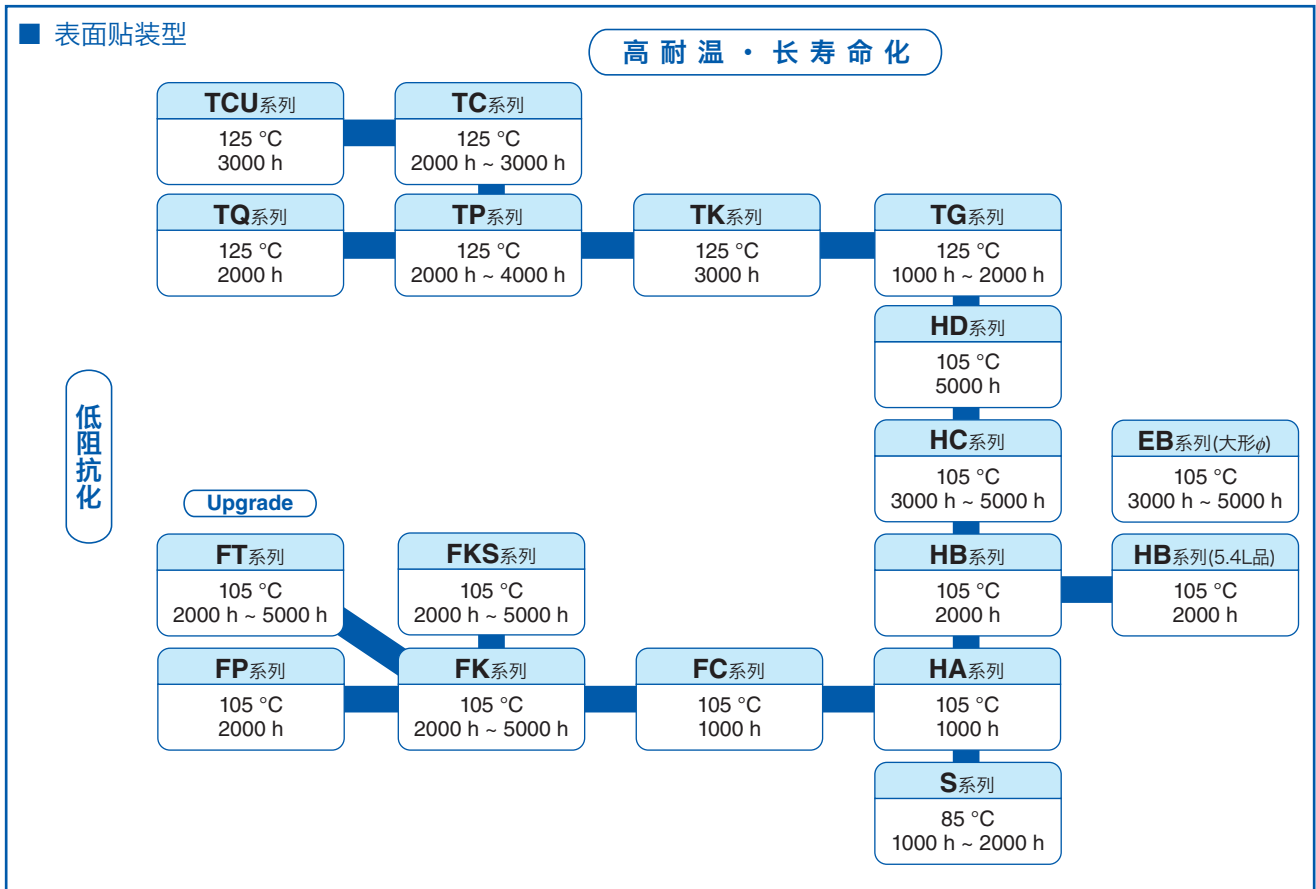 ■ 表面贴装型
高耐温・长寿命化
TCU系列
125 °C
3000 h
TC系列
125 °C
2000 h ~ 3000 h
TQ系列
125 °C
2000 h
TP系列
125 °C
2000 h ~ 4000 h
TK系列
125 °C
3000 h
TG系列
125 °C
1000 h ~ 2000 h
HD系列
105 °C
5000 h
低阻抗化
HC系列
105 °C
3000 h ~ 5000 h
EB系列(大形ϕ)
105 °C
3000 h ~ 5000 h
Upgrade
FT系列
105 °C
2000 h ~ 5000 h
FKS系列
105 °C
2000 h ~ 5000 h
HB系列
105 °C
2000 h
HB系列(5.4L品)
105 °C
2000 h
FP系列
105 °C
2000 h
FK系列
105 °C
2000 h ~ 5000 h
FC系列
105 °C
1000 h
HA系列
105 °C
1000 h
S系列
85 °C
1000 h ~ 2000 h